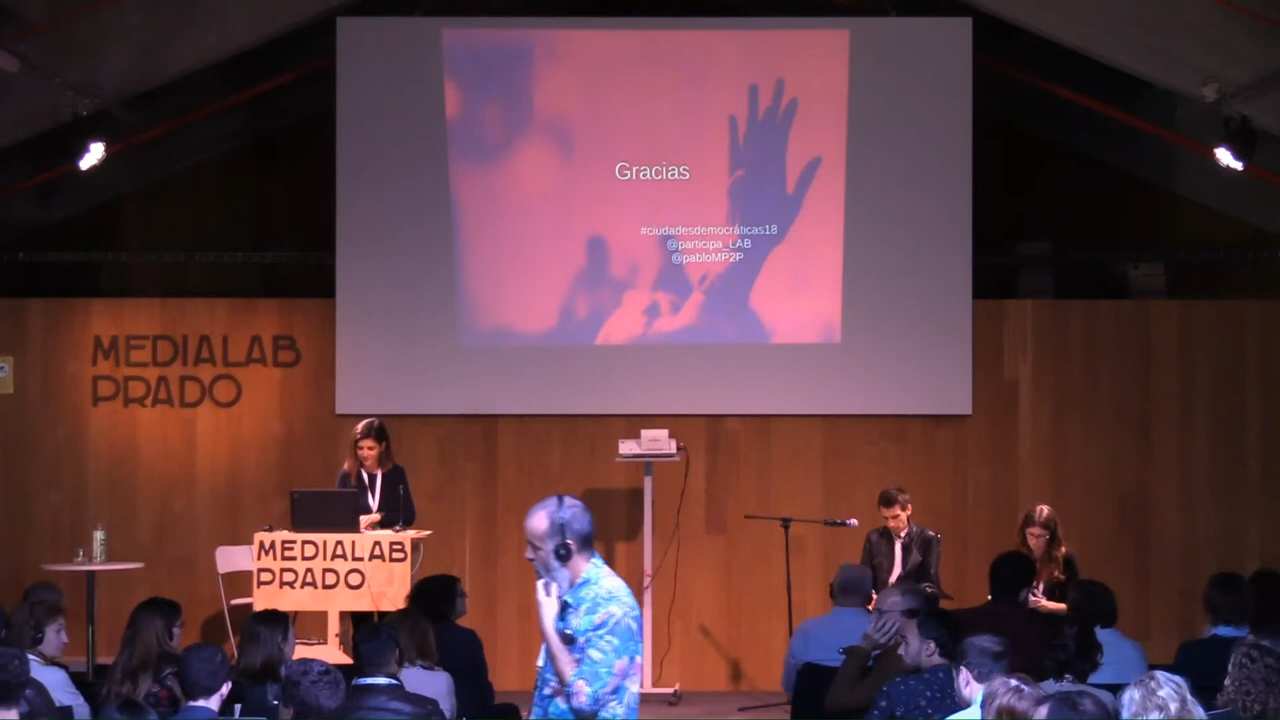 Gracias
#ciudadesdemocráticas18
@participa_LAB
@pabloMP2P
MEDIALAB
PRADO
MEDIALAB
PRADO